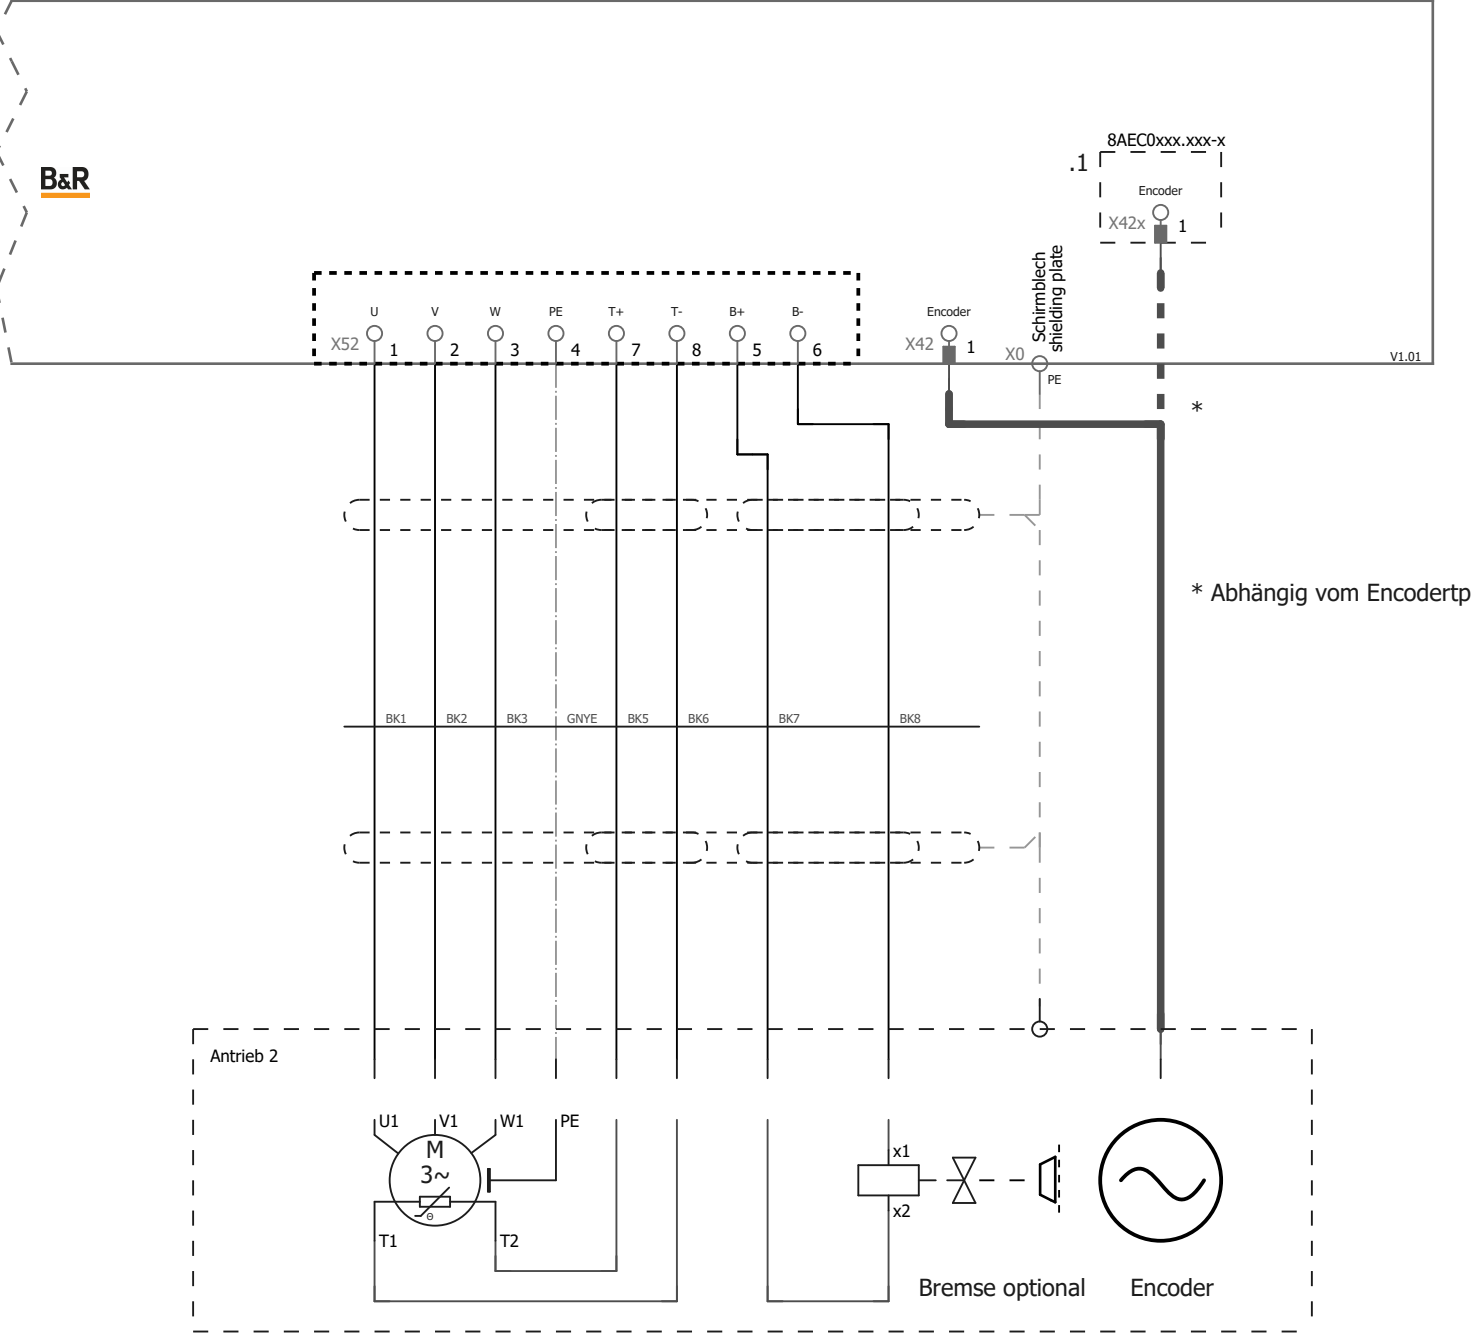 8AEC0xxx.xxx-x
.1
Encoder
X42x 1
B&R
Schirmblech
shielding plate
U V W PE T+ T- B+ B- Encoder
X52 1 2 3 4 7 8 5 6 X42 1 X0
V1.01
PE
*
* Abhängig vom Encodertp
BK1 BK2 BK3 GNYE BK5 BK6 BK7 BK8
Antrieb 2
U1 V1 W1 PE
M
3~
x1
Θ
x2
T1 T2
Bremse optional Encoder